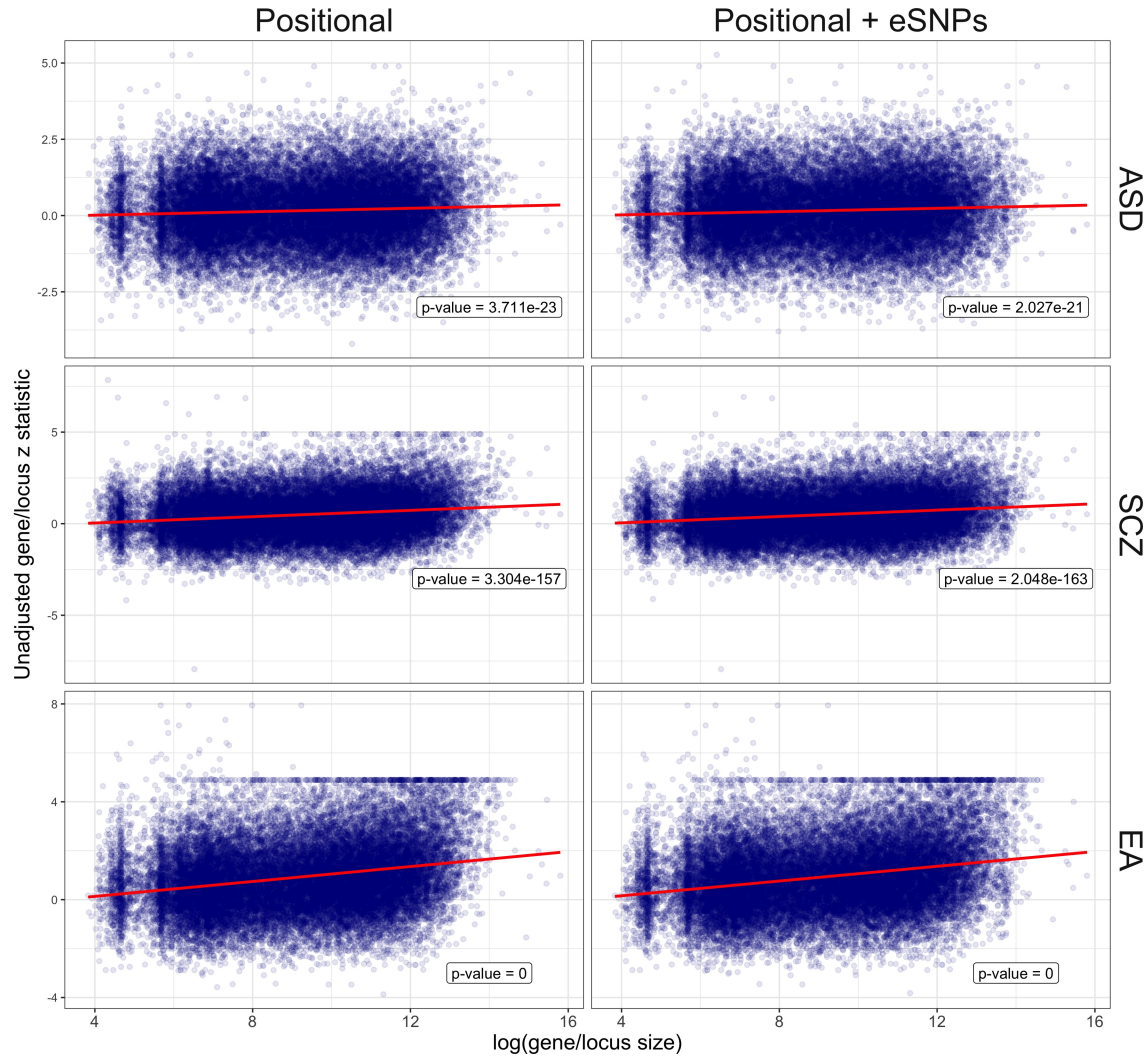 Positional
Positional + eSNPs
5.0
2.5
0.0
-2.5
p-value = 3.711e-23
p-value = 2.027e-21
ASD
5
0
-5
p-value = 3.304e-157
p-value = 2.048e-163
SCZ
8
4
0
-4
p-value = 0
p-value = 0
EA
4
8
12
16
4
8
12
16
Unadjusted gene/locus z statistic
log(gene/locus size)